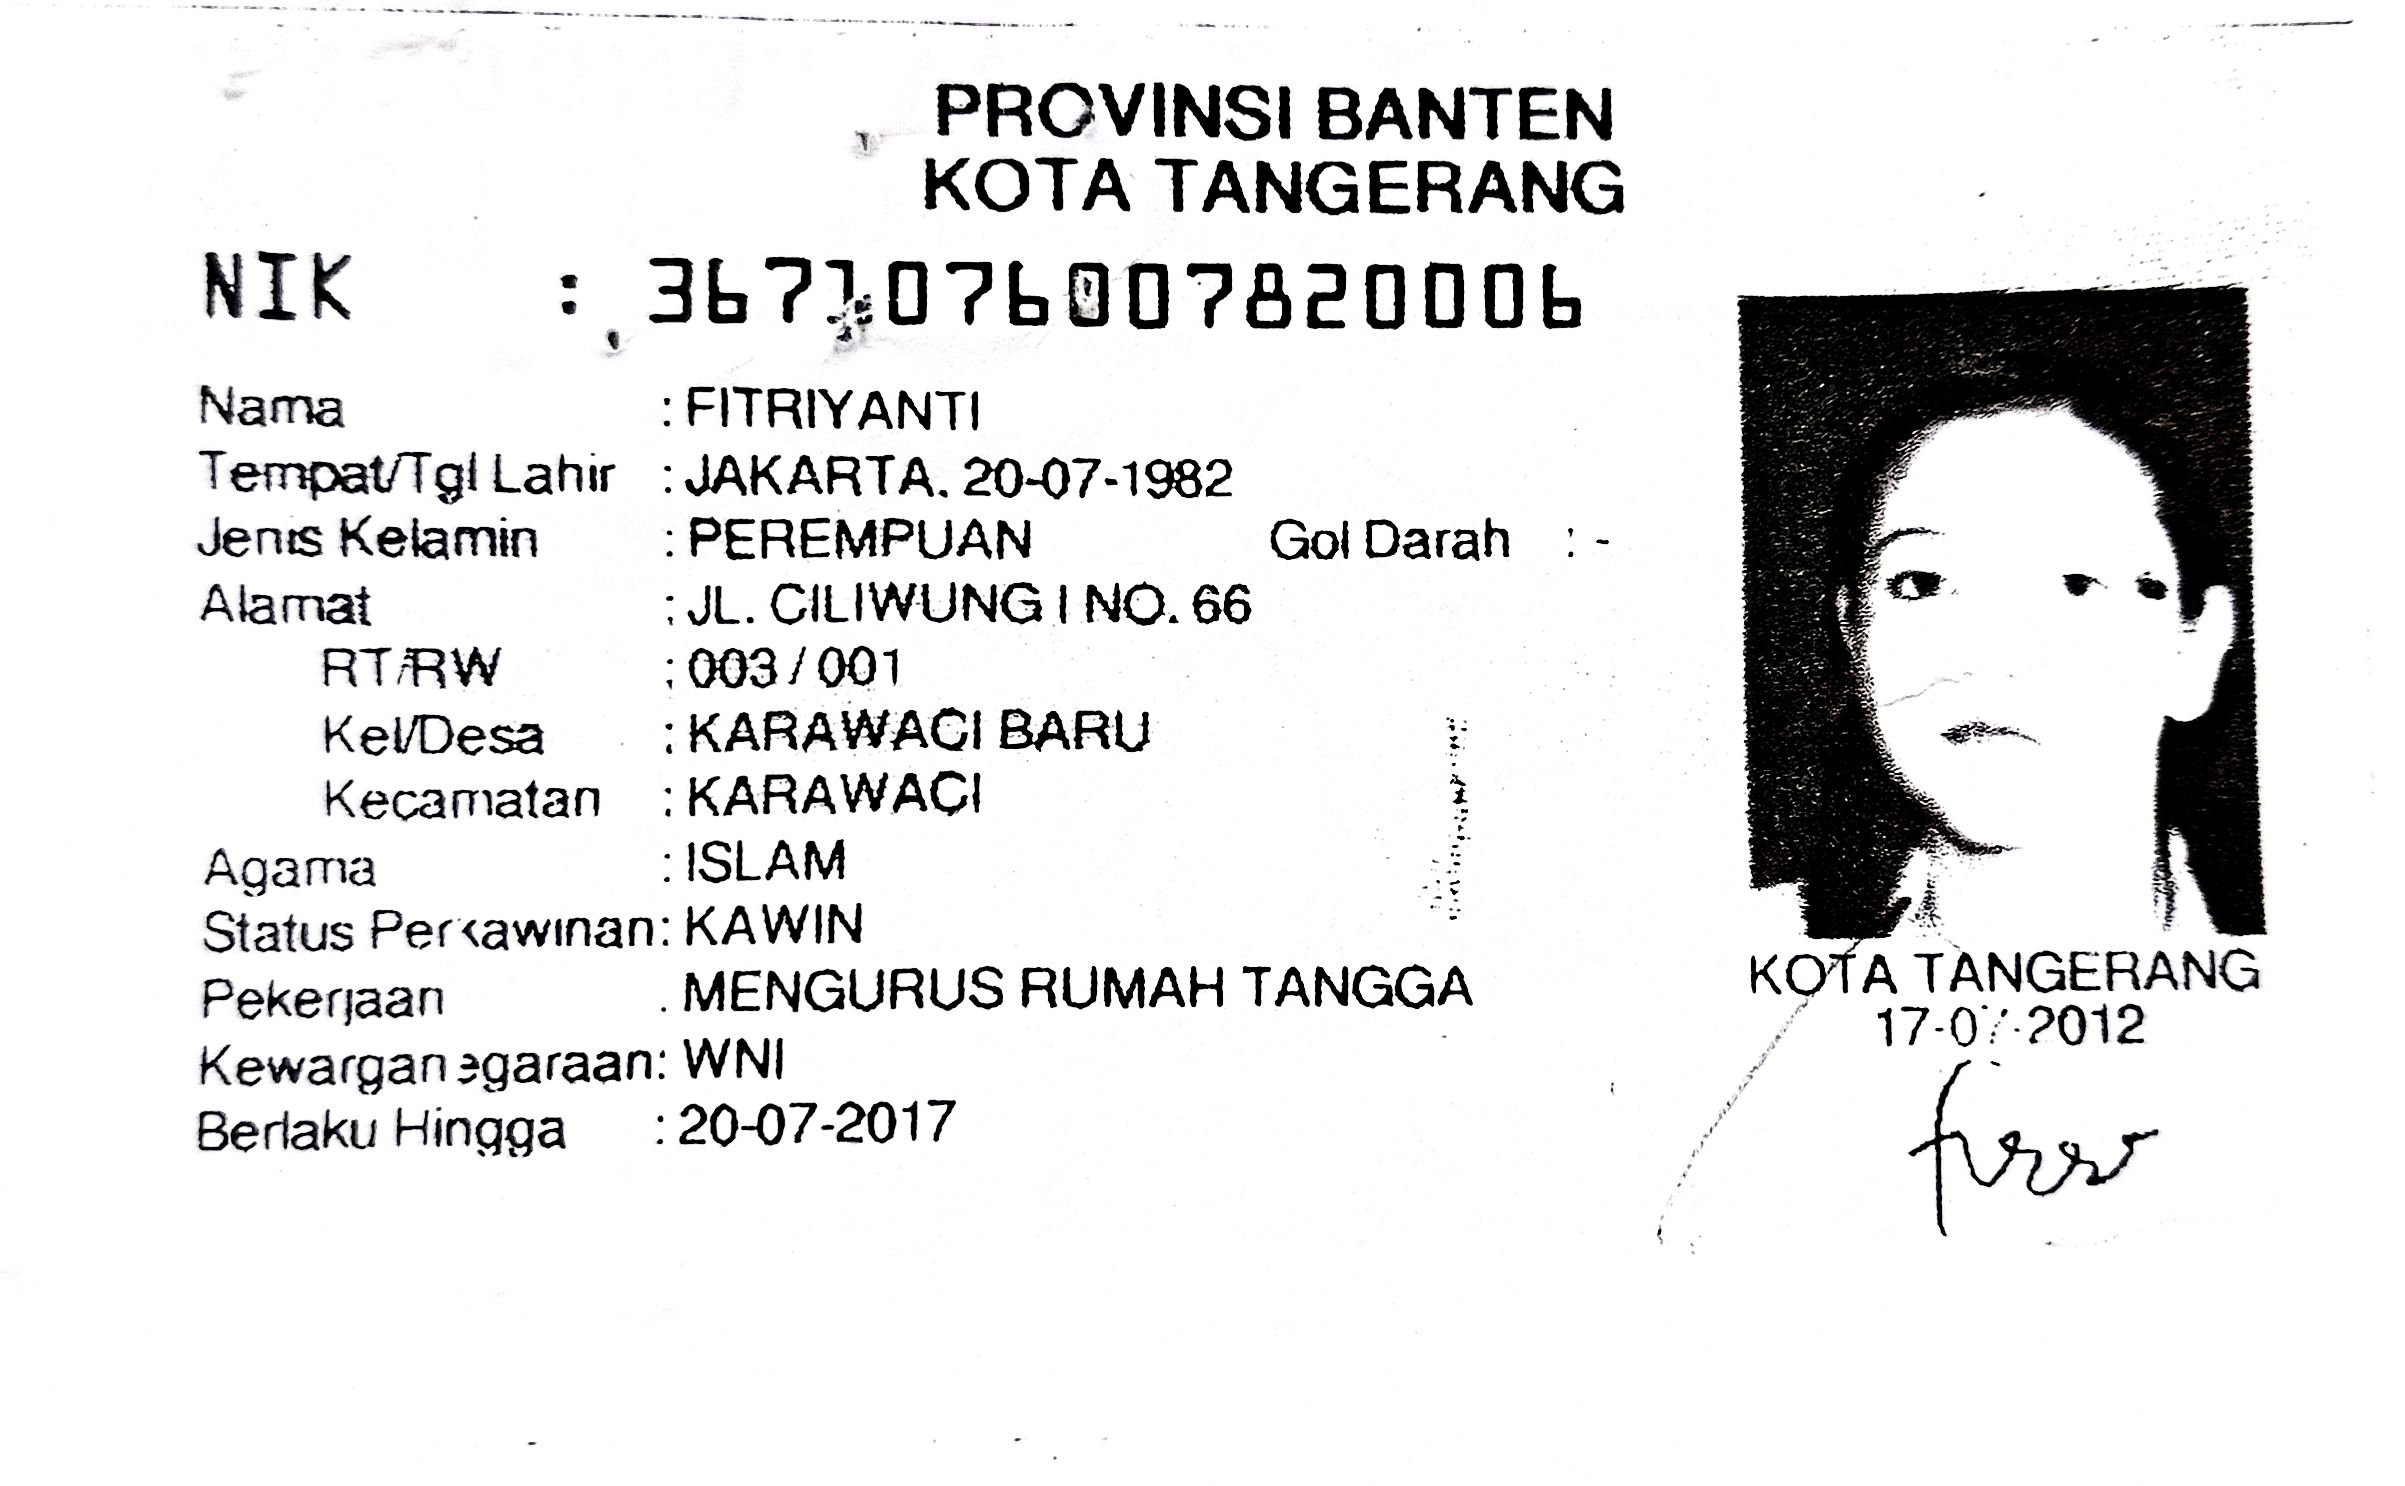 PROVINSI BANTEN
KOTA TANGERANG
NIK : 3671076007820006
Nama : FITRIYANTI
Tempat/Tgl Lahir : JAKARTA, 20-07-1982
Jenis Kelamin : PEREMPUAN Gol Darah : -
Alamat : JL. CILIWUNG I NO. 66
RT/RW : 003 / 001
Kel/Desa : KARAWACI BARU
Kecamatan : KARAWACI
Agama : ISLAM
Status Perkawinan: KAWIN
Pekerjaan : MENGURUS RUMAH TANGGA
Kewarganegaraan: WNI
Berlaku Hingga : 20-07-2017
KOTA TANGERANG
17-07-2012